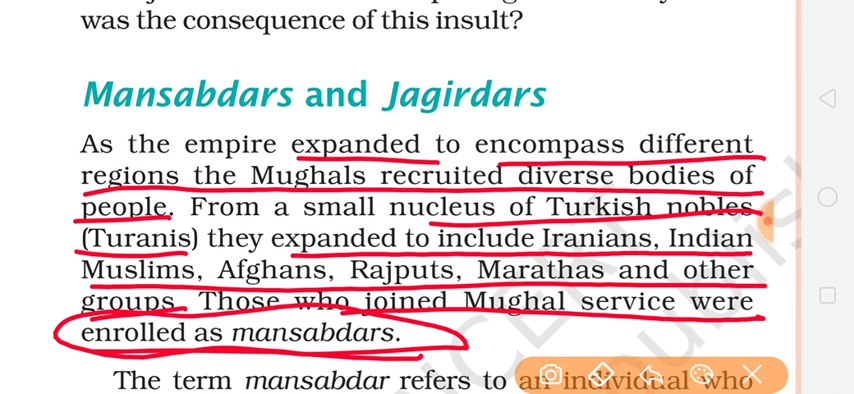 was the consequence of this insult?
Mansabdars and Jagirdars
As the empire expanded to encompass different
regions the Mughals recruited diverse bodies of
people. From a small nucleus of Turkish nobles
(Turanis) they expanded to include Iranians, Indian
Muslims, Afghans, Rajputs, Marathas and other
groups. Those who joined Mughal service were
enrolled as mansabdars.
The term mansabdar refers to an individual who